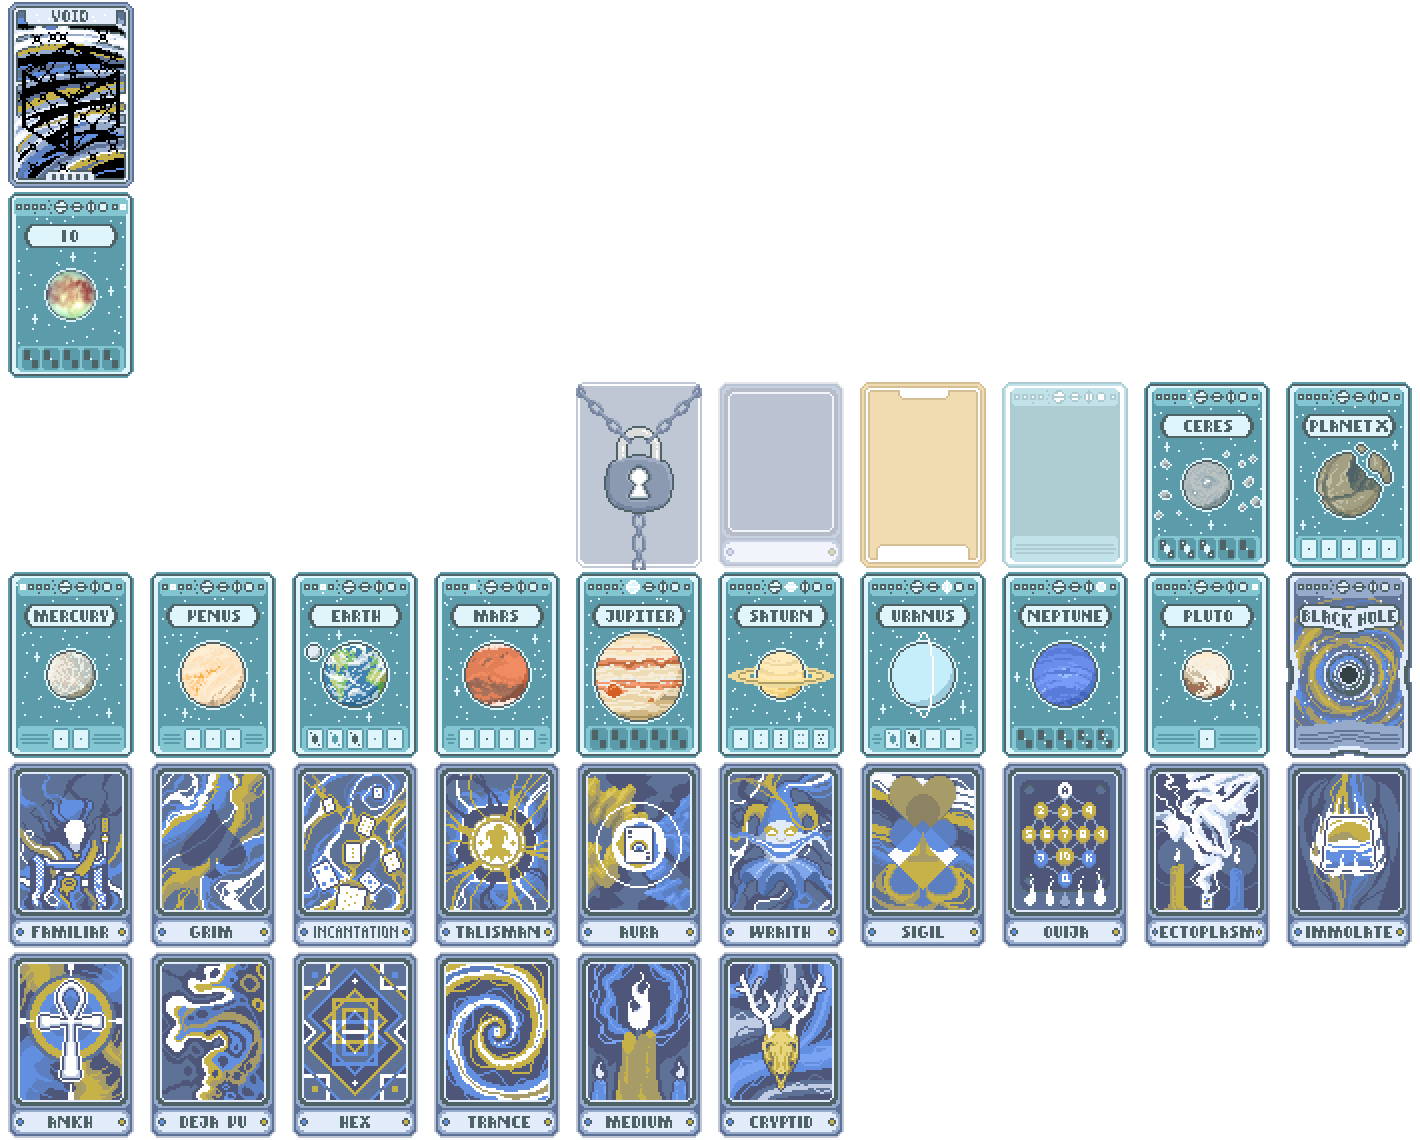 VOID
IO
CERES
PLANET X
MERCURY
VENUS
EARTH
MARS
JUPITER
SATURN
URANUS
NEPTUNE
PLUTO
BLACK HOLE
FAMILIAR
GRIM
INCANTATION
TALISMAN
AURA
WRAITH
SIGIL
OUIJA
ECTOPLASM
IMMOLATE
ANKH
DEJA VU
HEX
TRANCE
MEDIUM
CRYPTID